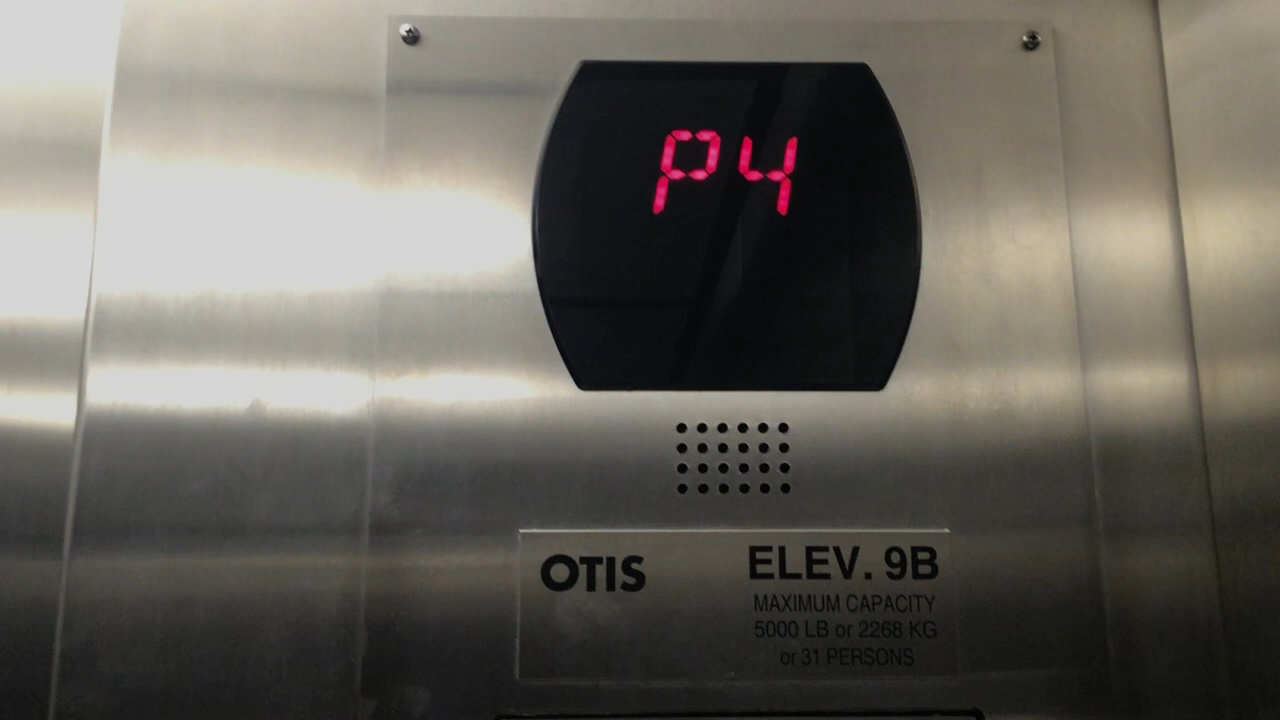 P4
OTIS
ELEV. 9B
MAXIMUM CAPACITY
5000 LB or 2268 KG
or 31 PERSONS